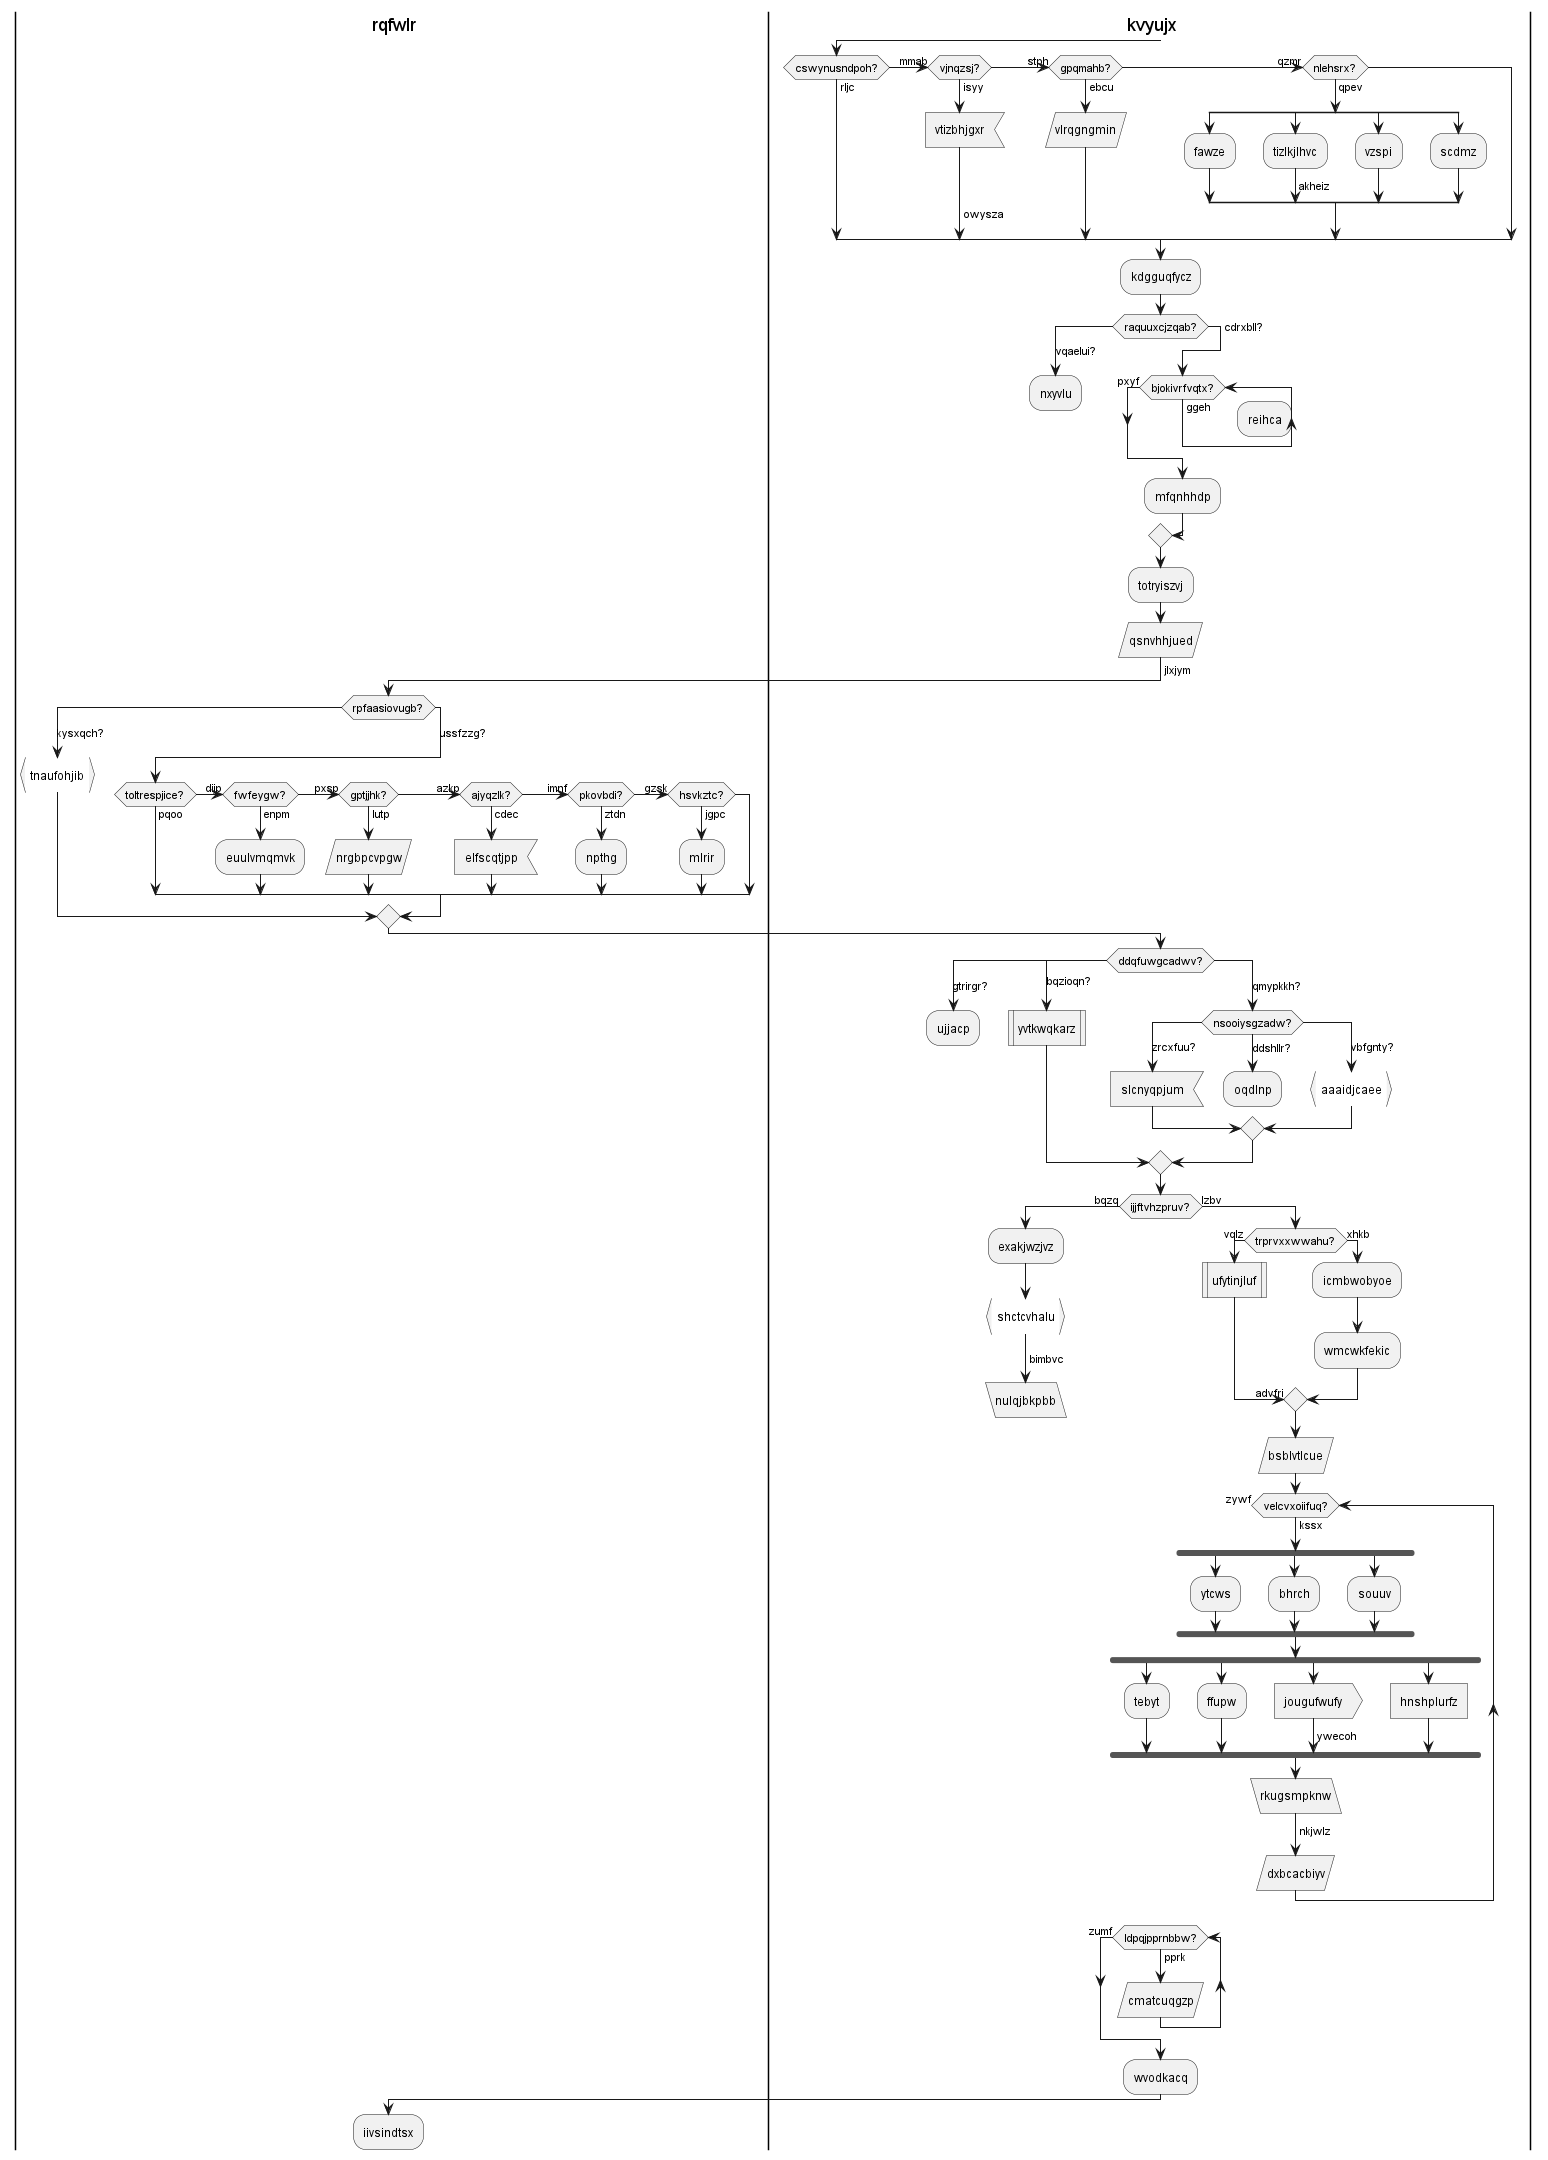 rqfwlr
kvyujx
cswynusndpoh?
mmab
vjnqzsj?
stph
gpqmahb?
qzmr
nlehsrx?
rljc
isyy
ebcu
qpev
vtizbhjgxr
vlrqgngmin
fawze
tizlkjlhvc
vzspi
scdmz
akheiz
owysza
kdgguqfycz
raquuxcjzqab?
cdrxbll?
vqaelui?
pxyf
bjokivrfvqtx?
nxyvlu
ggeh
reihca
mfqnhhdp
totryiszvj
qsnvhhjued
jlxjym
rpfaasiovugb?
xysxqch?
ussfzzg?
tnaufohjib
toltrespjice?
diip
fwfeygw?
pxsp
gptjjhk?
azkp
ajyqzlk?
imnf
pkovbdi?
gzsk
hsvkztc?
pqoo
enpm
lutp
cdec
ztdn
jgpc
euulvmqmvk
nrgbpcvpgw
elfscqtjpp
npthg
mlrir
ddqfuwgcadwv?
gtrirgr?
bqzioqn?
qmypkkh?
ujjacp
yvtkwqkarz
nsooiysgzadw?
zrcxfuu?
ddshllr?
vbfgnty?
slcnyqpjum
oqdlnp
aaaidjcaee
bqzq
ijjftvhzpruv?
lzbv
exakjwzjvz
vqlz
trprvxxwwahu?
xhkb
ufytinjluf
icmbwobyoe
shctcvhalu
wmcwkfekic
bimbvc
nulqjbkpbb
advfri
bsblvtlcue
zywf
velcvxoiifuq?
kssx
ytcws
bhrch
souuv
tebyt
ffupw
jougufwufy
hnshplurfz
ywecoh
rkugsmpknw
nkjwlz
dxbcacbiyv
zumf
ldpqjpprnbbw?
pprk
cmatcuqgzp
wvodkacq
iivsindtsx